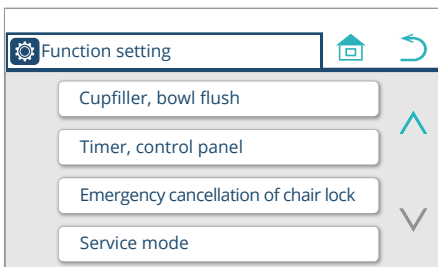 Function setting
Cupfiller, bowl flush
Timer, control panel
Emergency cancellation of chair lock
Service mode